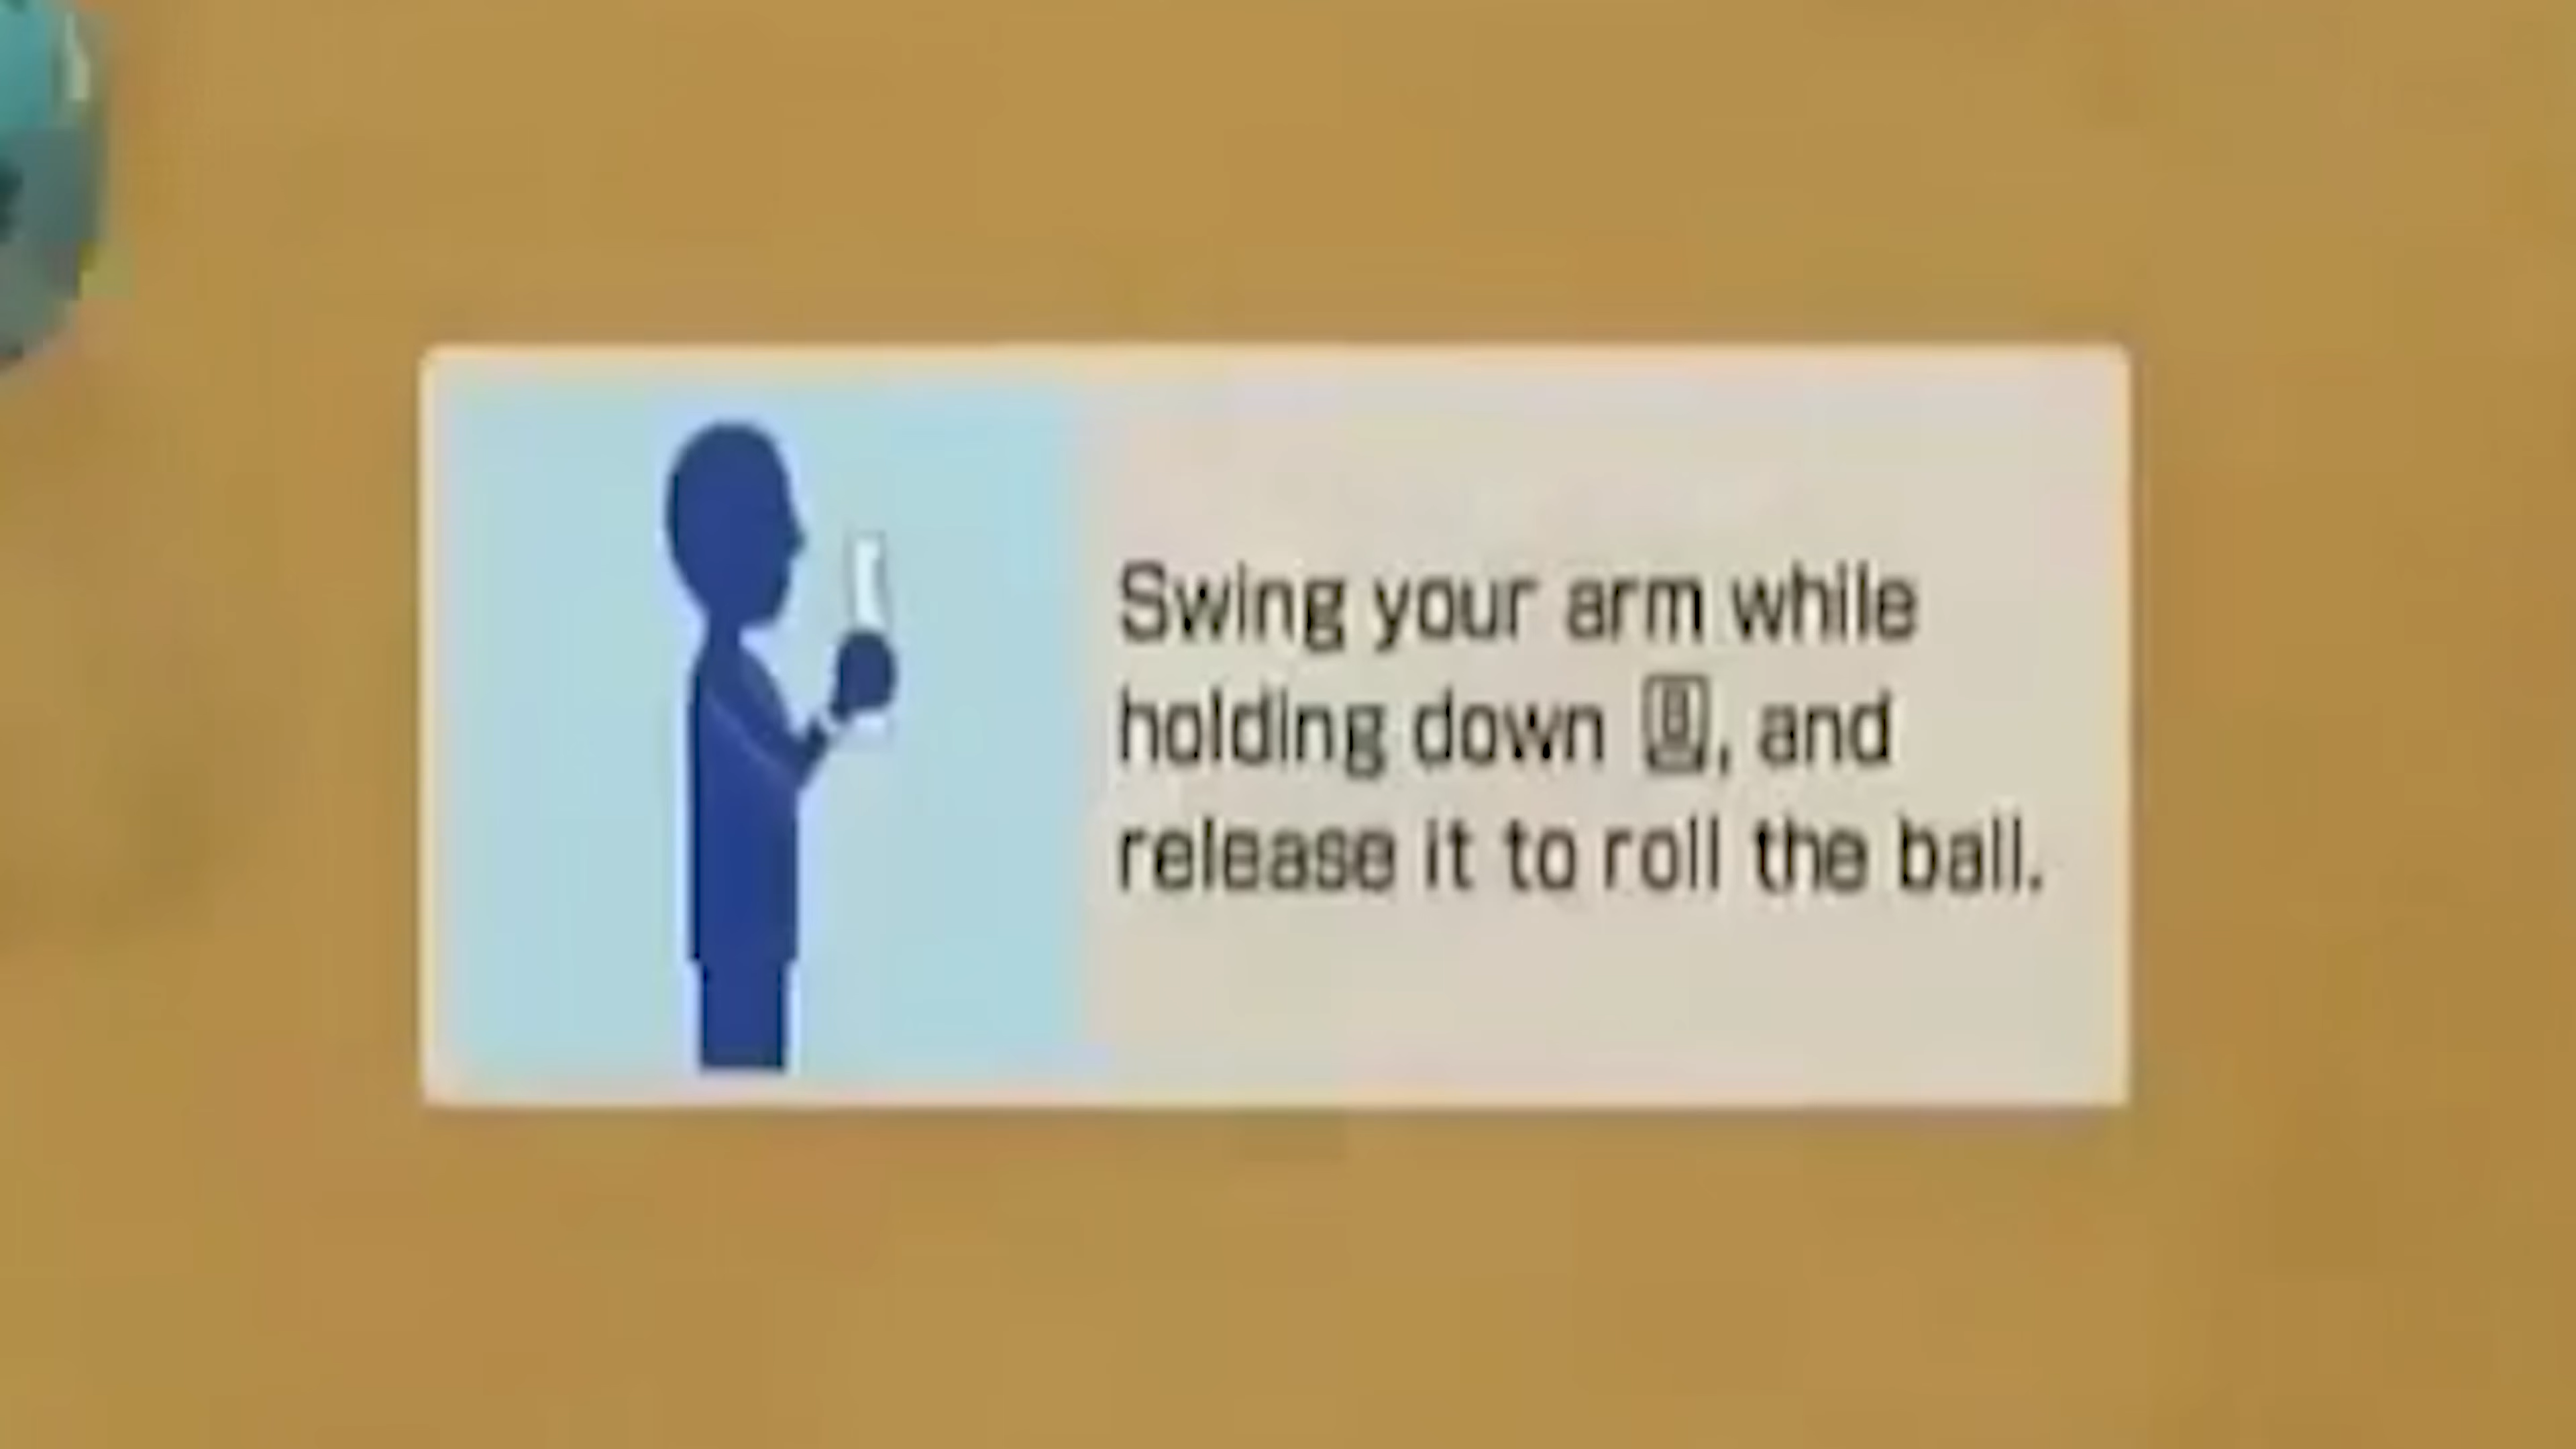 Swing your arm while
holding down B, and
release it to roll the ball.